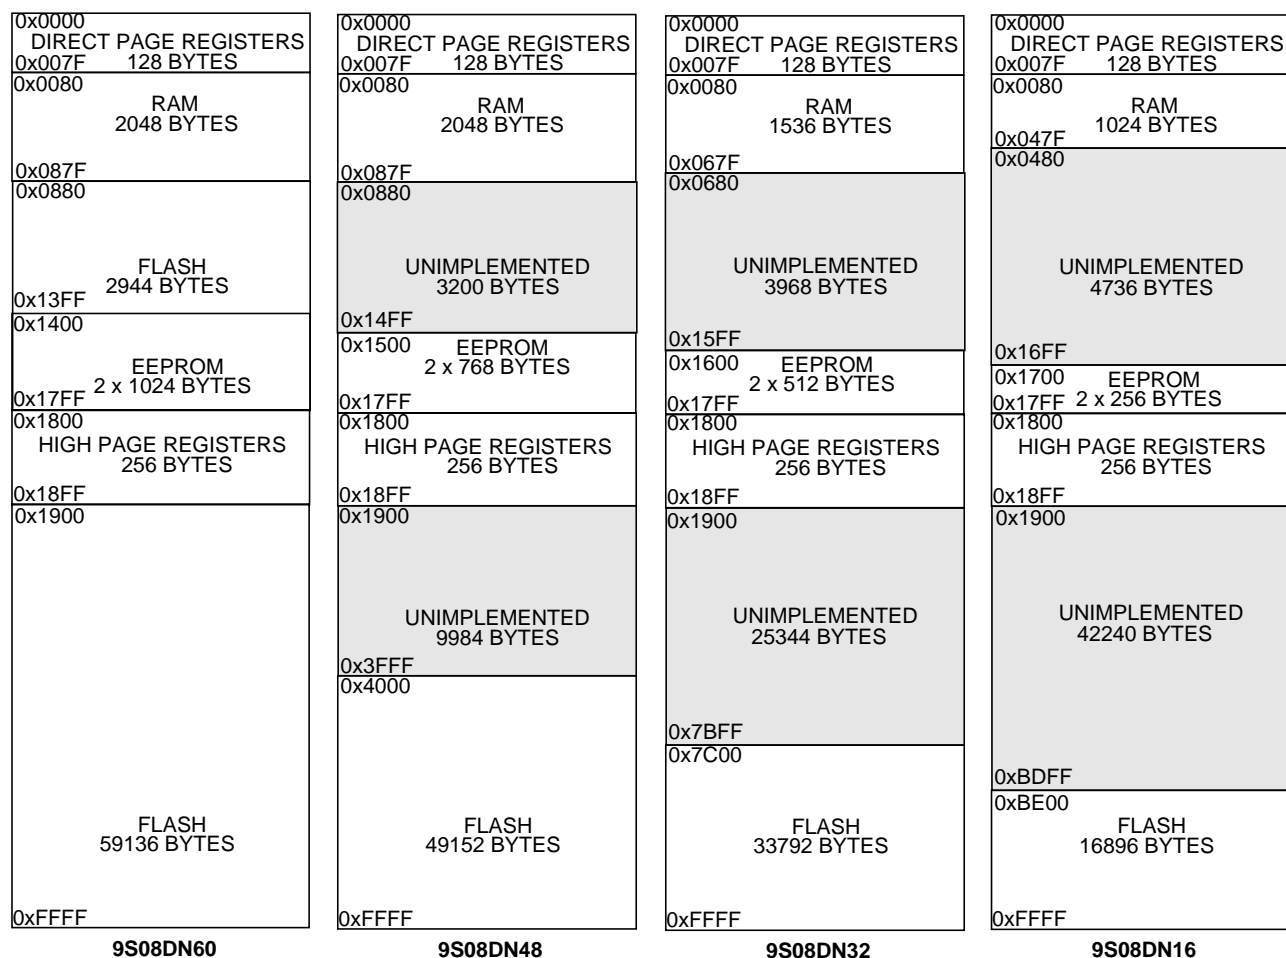 0x0000
DIRECT PAGE REGISTERS
0x007F 128 BYTES
0x0080
RAM
2048 BYTES
0x087F
0x0880
FLASH
2944 BYTES
0x13FF
0x1400
EEPROM
2 x 1024 BYTES
0x17FF
0x1800
HIGH PAGE REGISTERS
256 BYTES
0x18FF
0x1900
FLASH
59136 BYTES
0xFFFF
9S08DN60
0x0000
DIRECT PAGE REGISTERS
0x007F 128 BYTES
0x0080
RAM
2048 BYTES
0x087F
0x0880
UNIMPLEMENTED
3200 BYTES
0x14FF
0x1500 EEPROM
2 x 768 BYTES
0x17FF
0x1800
HIGH PAGE REGISTERS
256 BYTES
0x18FF
0x1900
UNIMPLEMENTED
9984 BYTES
0x3FFF
0x4000
FLASH
49152 BYTES
0xFFFF
9S08DN48
0x0000
DIRECT PAGE REGISTERS
0x007F 128 BYTES
0x0080
RAM
1536 BYTES
0x067F
0x0680
UNIMPLEMENTED
3968 BYTES
0x15FF
0x1600 EEPROM
2 x 512 BYTES
0x17FF
0x1800
HIGH PAGE REGISTERS
256 BYTES
0x18FF
0x1900
UNIMPLEMENTED
25344 BYTES
0x7BFF
0x7C00
FLASH
33792 BYTES
0xFFFF
9S08DN32
0x0000
DIRECT PAGE REGISTERS
0x007F 128 BYTES
0x0080
RAM
1024 BYTES
0x047F
0x0480
UNIMPLEMENTED
4736 BYTES
0x16FF
0x1700 EEPROM
0x17FF 2 x 256 BYTES
0x1800
HIGH PAGE REGISTERS
256 BYTES
0x18FF
0x1900
UNIMPLEMENTED
42240 BYTES
0xBDFF
0xBE00
FLASH
16896 BYTES
0xFFFF
9S08DN16